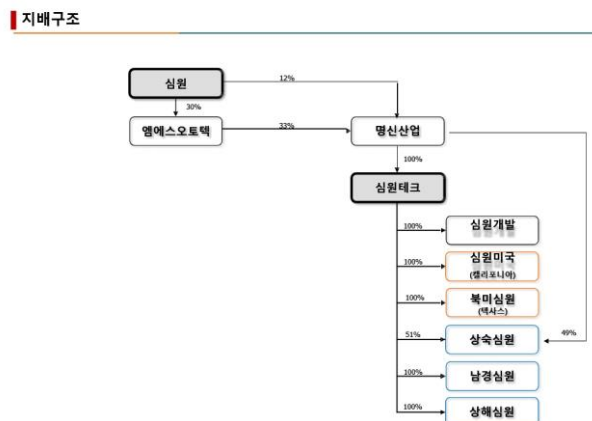 지배구조
심원
12%
30%
엠에스오토텍
33%
명신산업
100%
심원테크
100%
심원개발
100%
심원미국
(캘리포니아)
100%
북미심원
(텍사스)
51%
상숙심원
49%
100%
남경심원
100%
상해심원